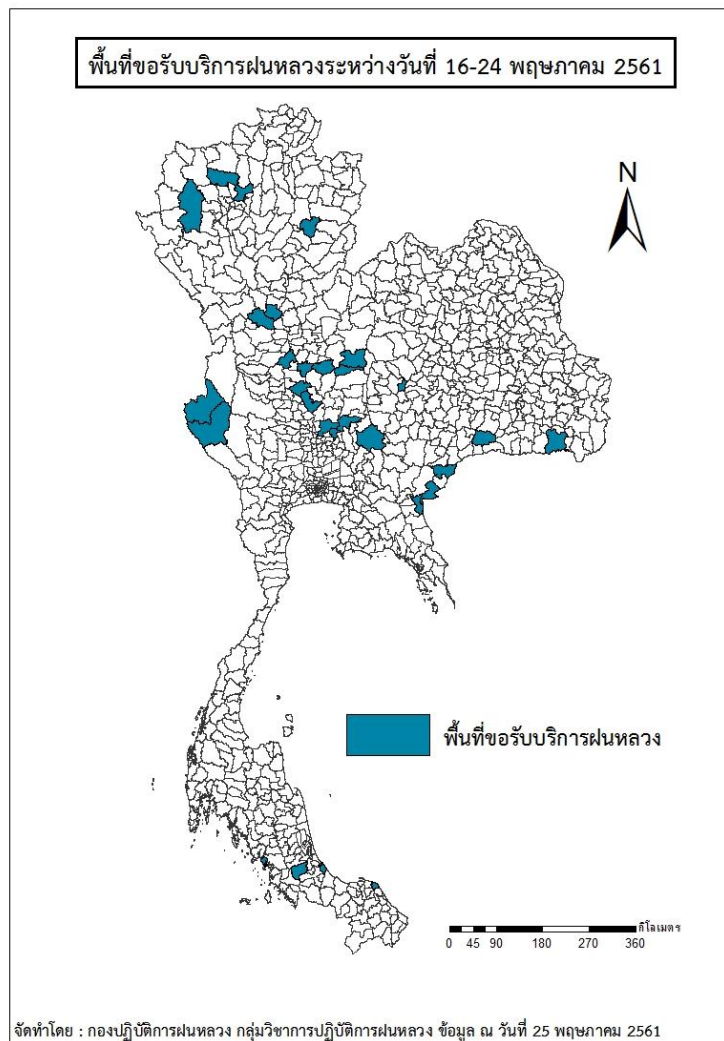 พื้นที่ขอรับบริการฝนหลวงระหว่างวันที่ 16-24 พฤษภาคม 2561
N
พื้นที่ขอรับบริการฝนหลวง
กิโลเมตร
0 45 90 180 270 360
จัดทำโดย : กองปฏิบัติการฝนหลวง กลุ่มวิชาการปฏิบัติการฝนหลวง ข้อมูล ณ วันที่ 25 พฤษภาคม 2561